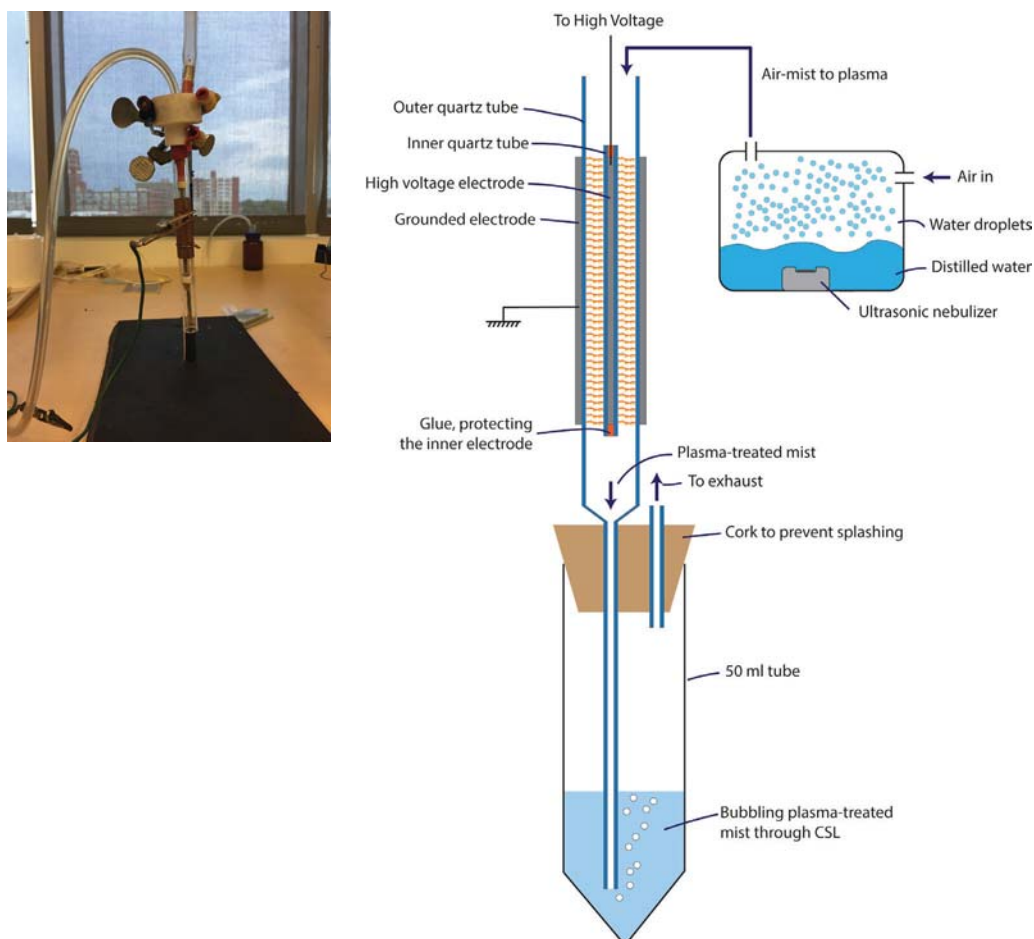 To High Voltage
Air-mist to plasma
Outer quartz tube
Inner quartz tube
High voltage electrode
Grounded electrode
Air in
Water droplets
Distilled water
Ultrasonic nebulizer
Glue, protecting
the inner electrode
Plasma-treated mist
To exhaust
Cork to prevent splashing
50 ml tube
Bubbling plasma-treated
mist through CSL